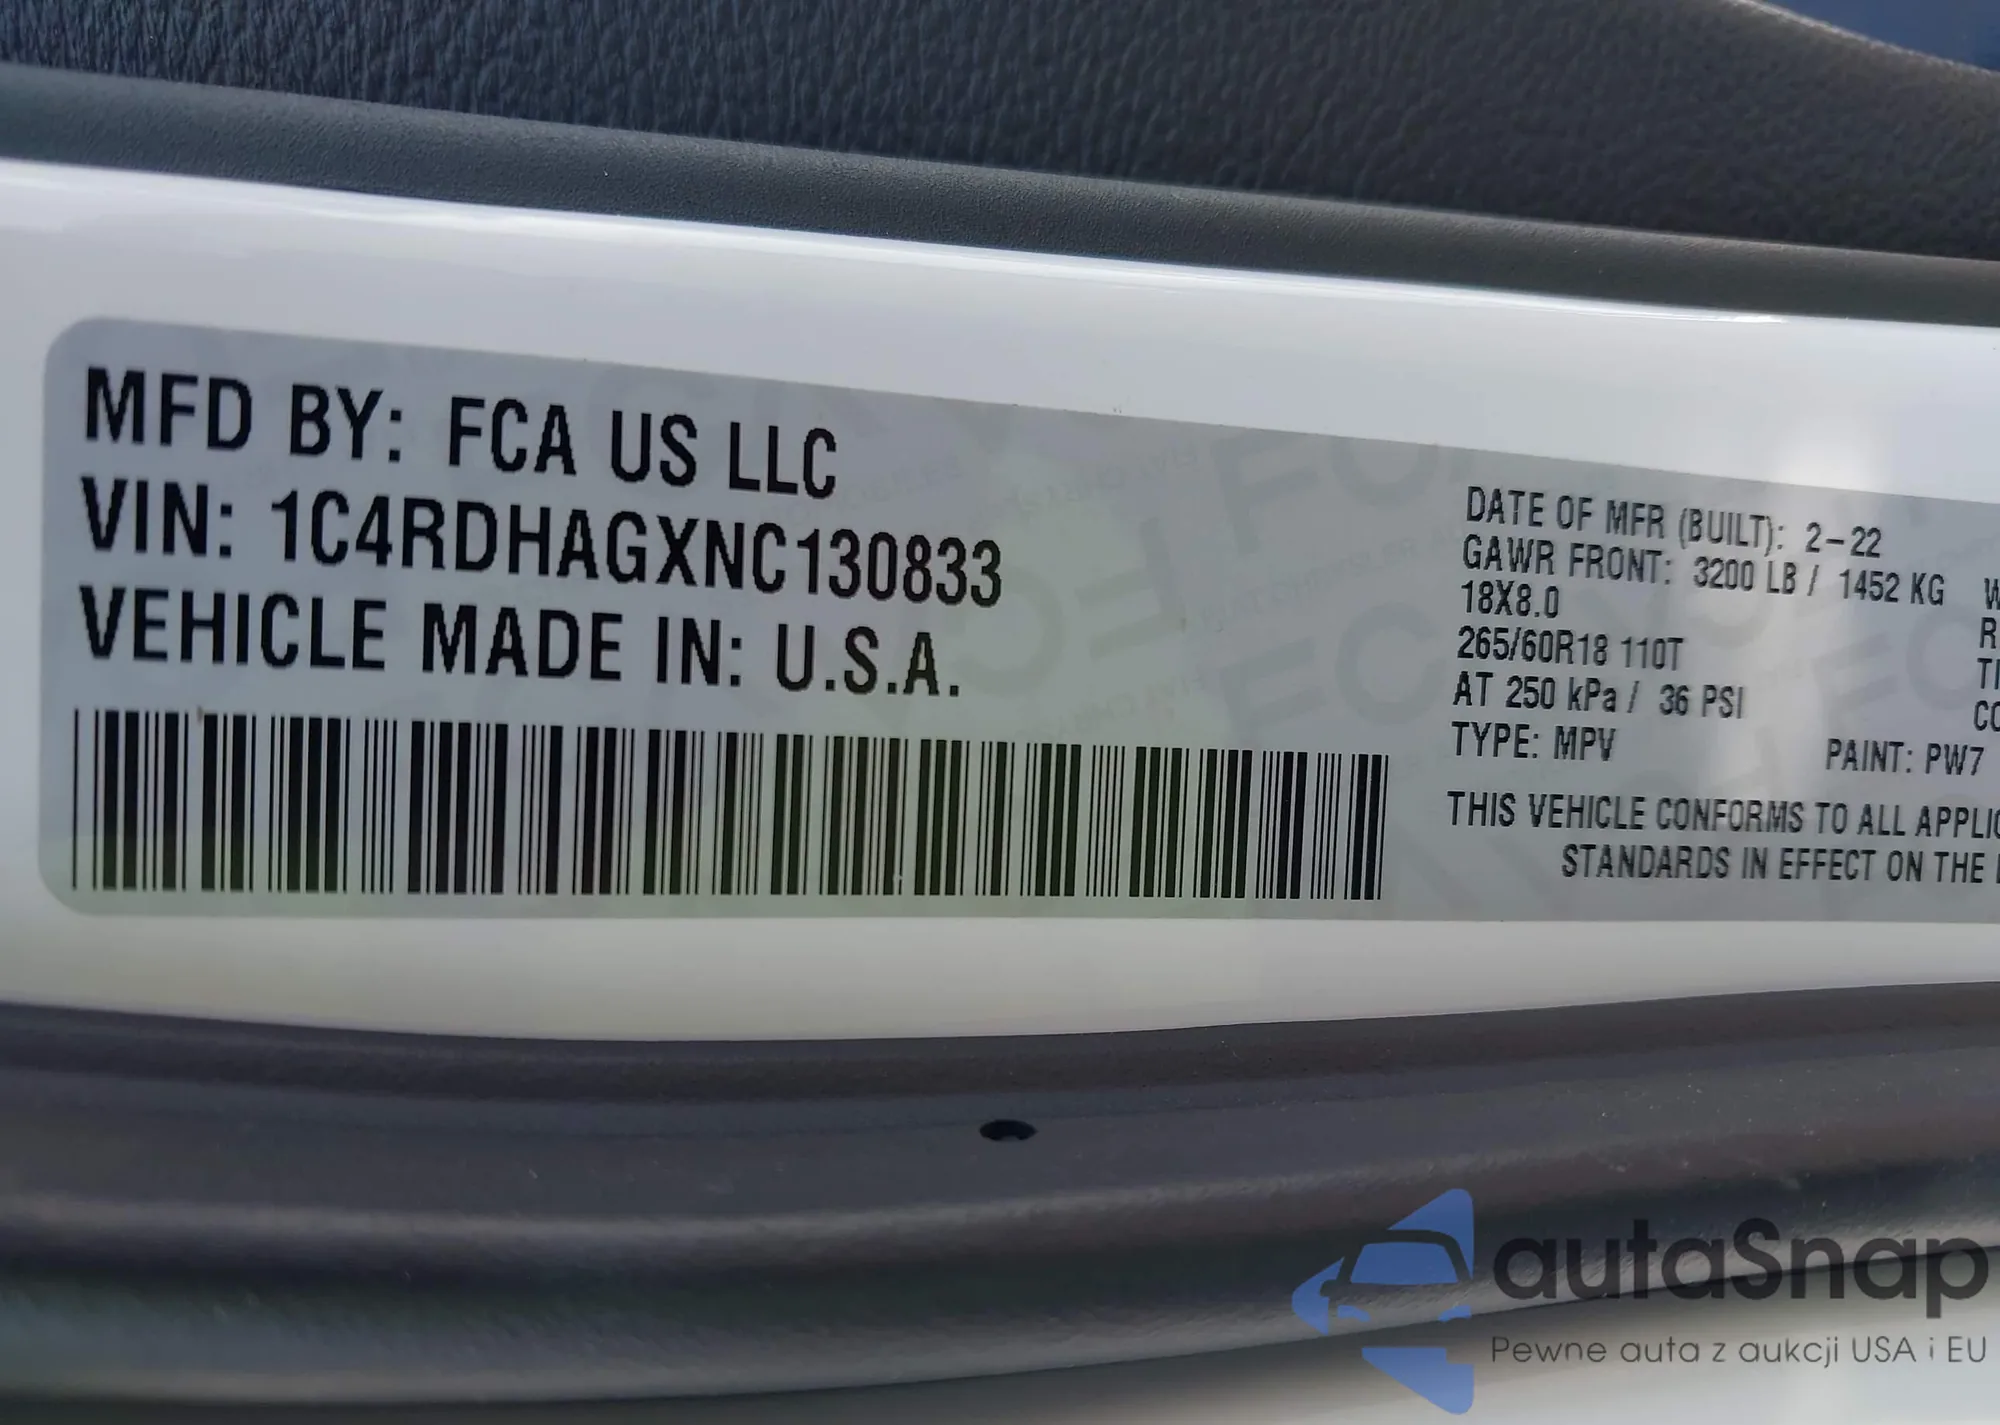 MFD BY: FCA US LLC
VIN: 1C4RDHAGXNC130833
VEHICLE MADE IN: U.S.A.
DATE OF MFR (BUILT): 2-22
GAWR FRONT: 3200 LB / 1452 KG
18X8.0
265/60R18 110T
AT 250 kPa / 36 PSI
TYPE: MPV PAINT: PW7
THIS VEHICLE CONFORMS TO ALL
STANDARDS IN EFFECT ON THE
autaSnap
Pewne auta z aukcji USA i EU